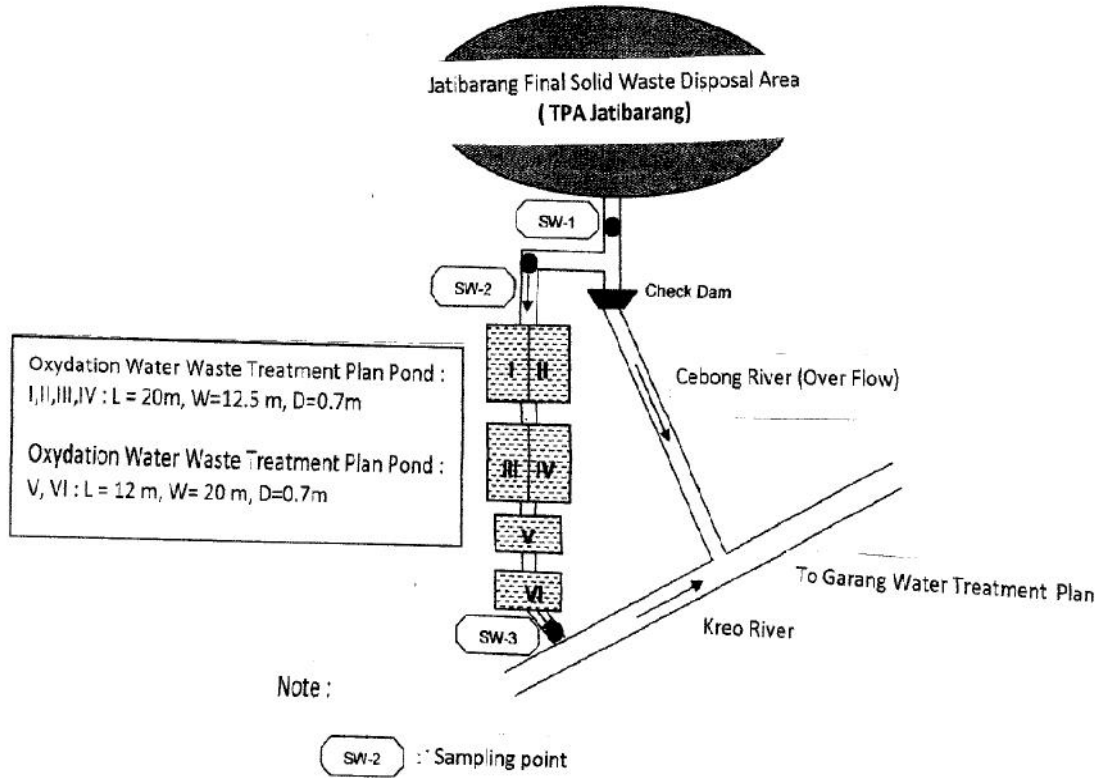 Jatibarang Final Solid Waste Disposal Area
( TPA Jatibarang)
SW-1
SW-2
Check Dam
Oxydation Water Waste Treatment Plan Pond :
I,II,III,IV : L = 20m, W=12.5 m, D=0.7m
Oxydation Water Waste Treatment Plan Pond :
V, VI : L = 12 m, W= 20 m, D=0.7m
I II
Cebong River (Over Flow)
III IV
V
VI
To Garang Water Treatment Plan
SW-3
Kreo River
Note :
SW-2 : Sampling point